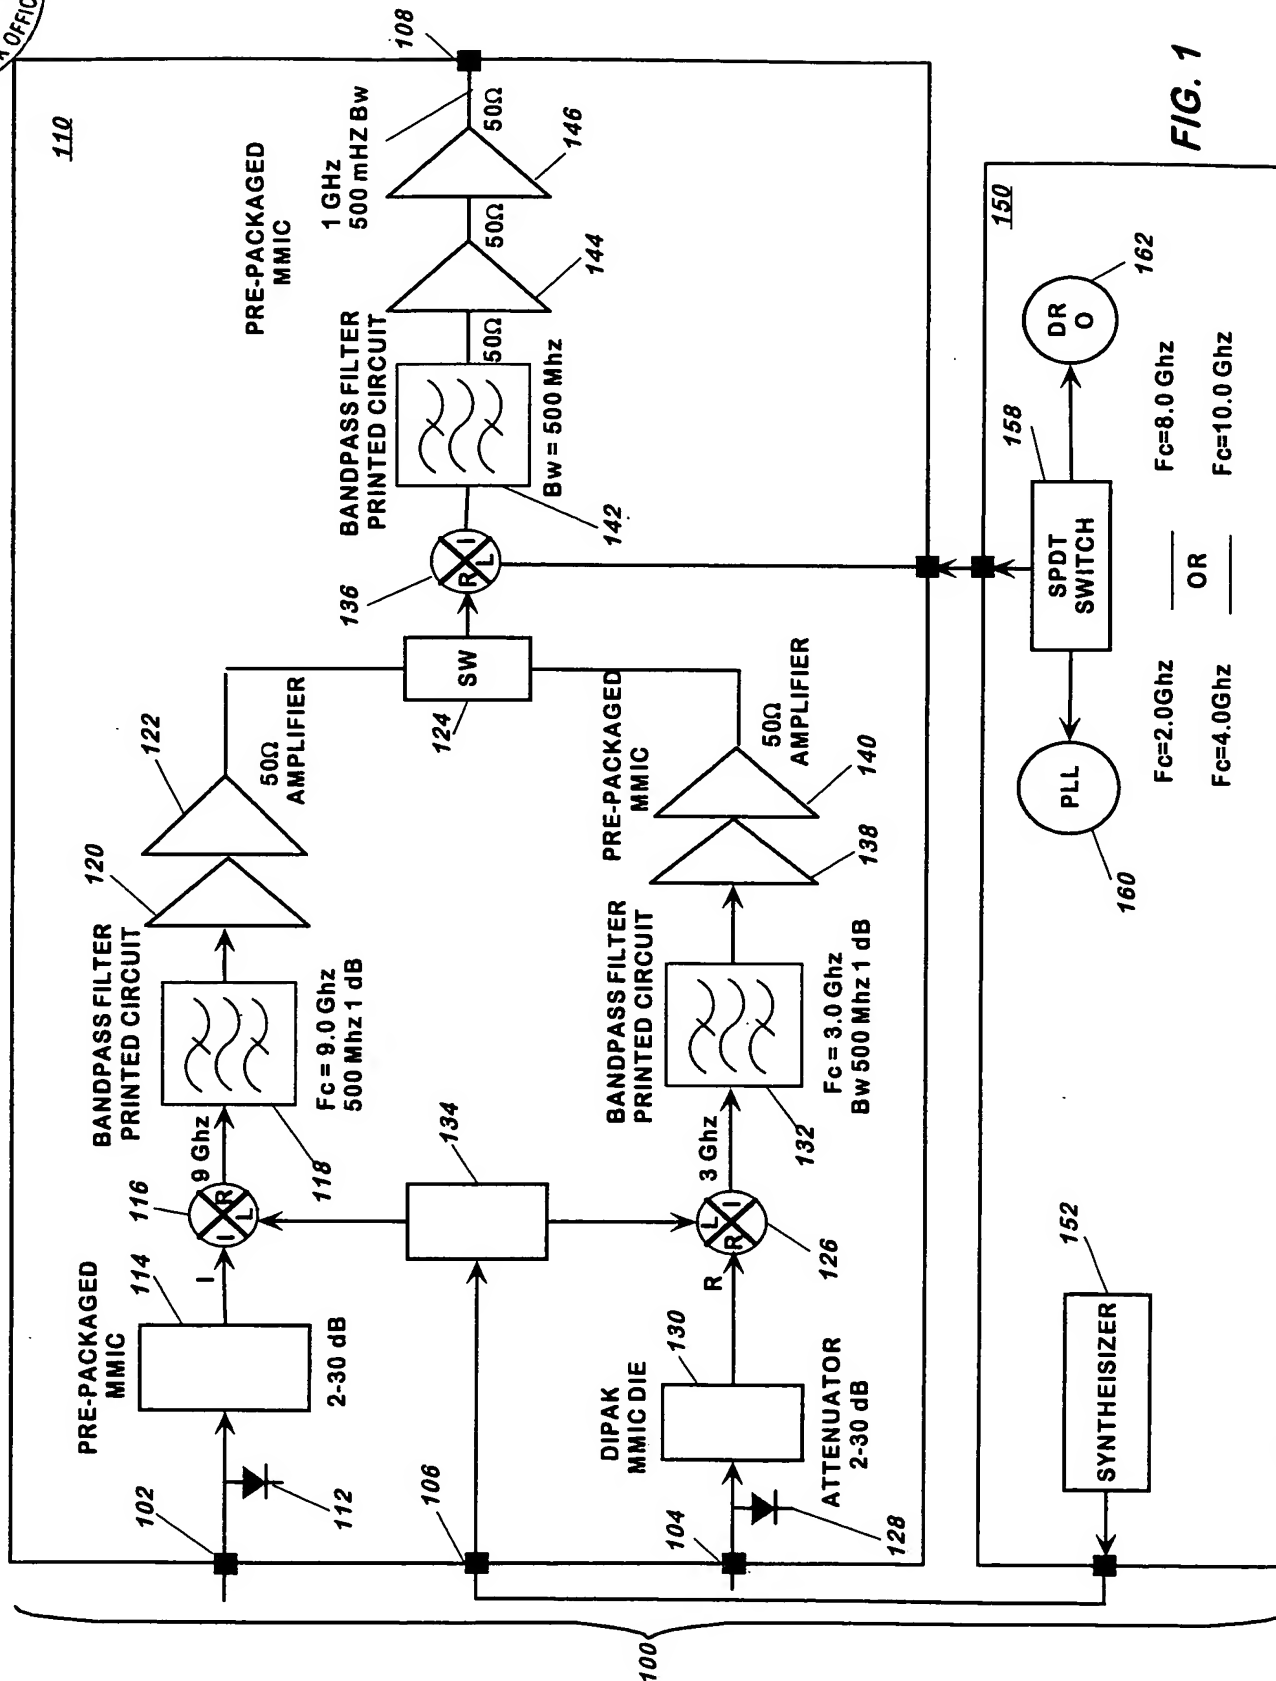 OFFIC
110
108
PRE-PACKAGED
MMIC
1 GHz
500 mHZ Bw
50Ω
146
50Ω
144
50Ω
BANDPASS FILTER
PRINTED CIRCUIT
Bw = 500 Mhz
142
136
R
I
L
SW
124
122
50Ω
AMPLIFIER
120
BANDPASS FILTER
PRINTED CIRCUIT
Fc = 9.0 Ghz
500 Mhz 1 dB
118
9 Ghz
116
I
R
L
I
PRE-PACKAGED
MMIC
114
2-30 dB
102
112
134
106
PRE-PACKAGED
MMIC
50Ω
AMPLIFIER
140
138
BANDPASS FILTER
PRINTED CIRCUIT
Fc = 3.0 Ghz
Bw 500 Mhz 1 dB
132
3 Ghz
L
R
I
126
R
DIPAK
MMIC DIE
130
ATTENUATOR
2-30 dB
104
128
100
150
152
SYNTHEISIZER
160
PLL
158
SPDT
SWITCH
162
DR
O
Fc=2.0Ghz
OR
Fc=8.0 Ghz
Fc=4.0Ghz
Fc=10.0 Ghz
FIG. 1